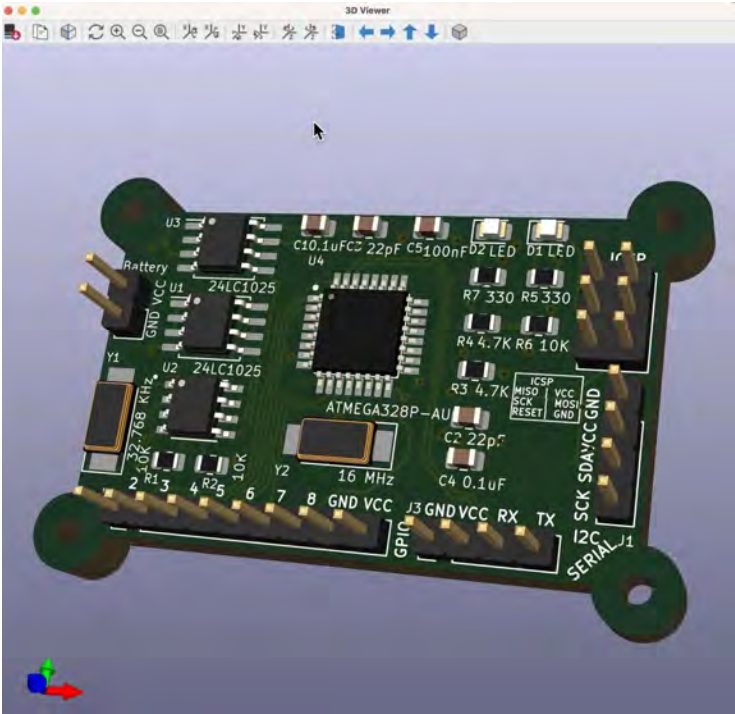 3D Viewer
U3
C1 0.1uF C3 22pF C5 100nF D2 LED D1 LED
U4
Battery
24LC1025
R7 330 R5 330
GND VCC
U1
R4 4.7K R6 10K
24LC1025
Y1
U2
R3 4.7K
ICSP
MISO VCC
SCK MOSI
RESET GND
ATMEGA328P-AU
32.768 KHz
C2 22pF
10K R1 R2 10K
Y2 16 MHz
C4 0.1uF
SCK SDA VCC GND
2 3 4 5 6 7 8 GND VCC
GPIO
J3 GND VCC RX TX
I2C J1
SERIAL